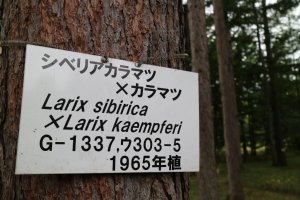 シベリアカラマツ
×カラマツ
Larix sibirica
×Larix kaempferi
G-1337,ウ303-5
1965年植